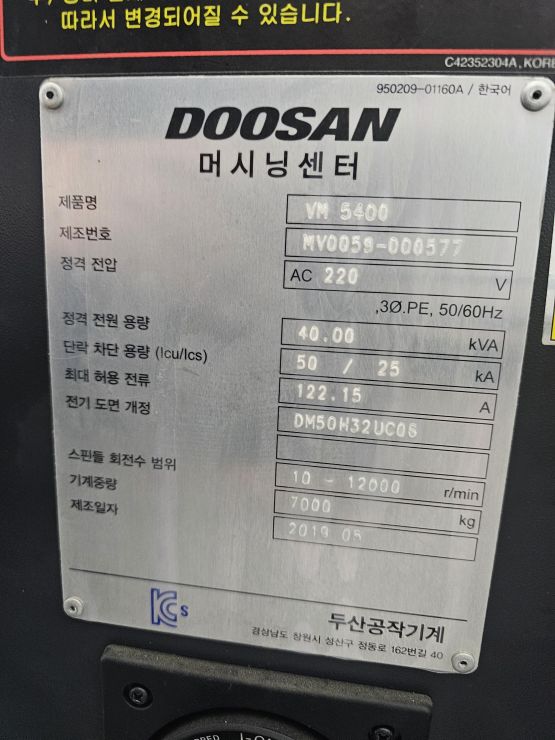 따라서 변경되어질 수 있습니다.
C42352304A, KORE
950209-01160A / 한국어
DOOSAN
머시닝센터
제품명 VM 5400
제조번호 MV0059-000577
정격 전압 AC 220 V
,3Ø.PE, 50/60Hz
정격 전원 용량 40.00 kVA
단락 차단 용량 (Icu/Ics) 50 / 25 kA
최대 허용 전류 122.15 A
전기 도면 개정
스핀들 회전수 범위 10 - 12000 r/min
기계중량 7000 kg
제조일자 2019.05
KCs
두산공작기계
경상남도 창원시 성산구 정동로 162번길 40